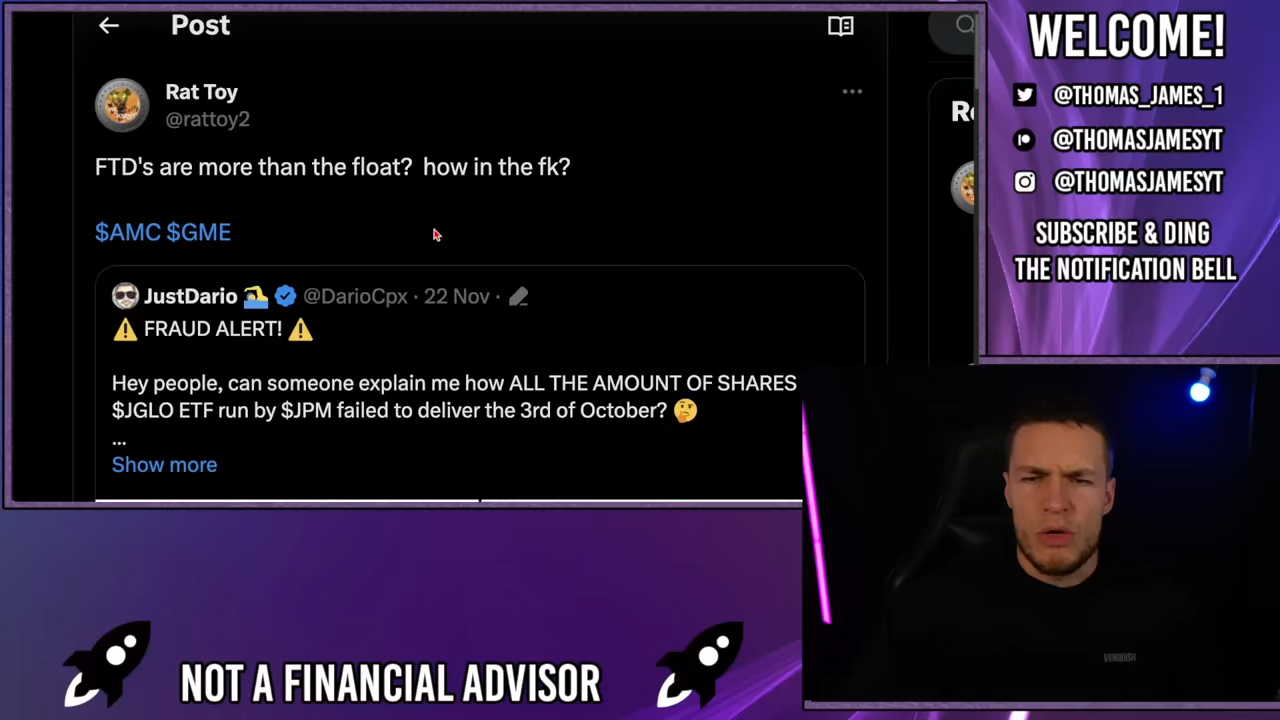 Post
Rat Toy
@rattoy2
FTD's are more than the float? how in the fk?
$AMC $GME
JustDario @DarioCpx · 22 Nov ·
FRAUD ALERT!
Hey people, can someone explain me how ALL THE AMOUNT OF SHARES
$JGLO ETF run by $JPM failed to deliver the 3rd of October?
...
Show more
WELCOME!
@THOMAS_JAMES_1
@THOMASJAMESYT
@THOMASJAMESYT
SUBSCRIBE & DING
THE NOTIFICATION BELL
NOT A FINANCIAL ADVISOR